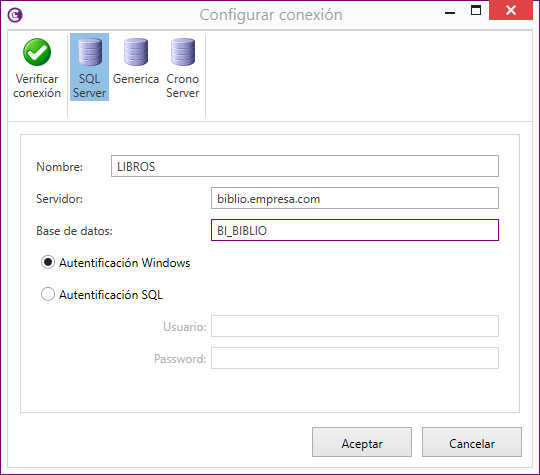 Configurar conexión
Verificar
conexión
SQL
Server
Generica
Crono
Server
Nombre: LIBROS
Servidor: biblio.empresa.com
Base de datos: BI_BIBLIO
Autentificación Windows
Autentificación SQL
Usuario:
Password:
Aceptar Cancelar